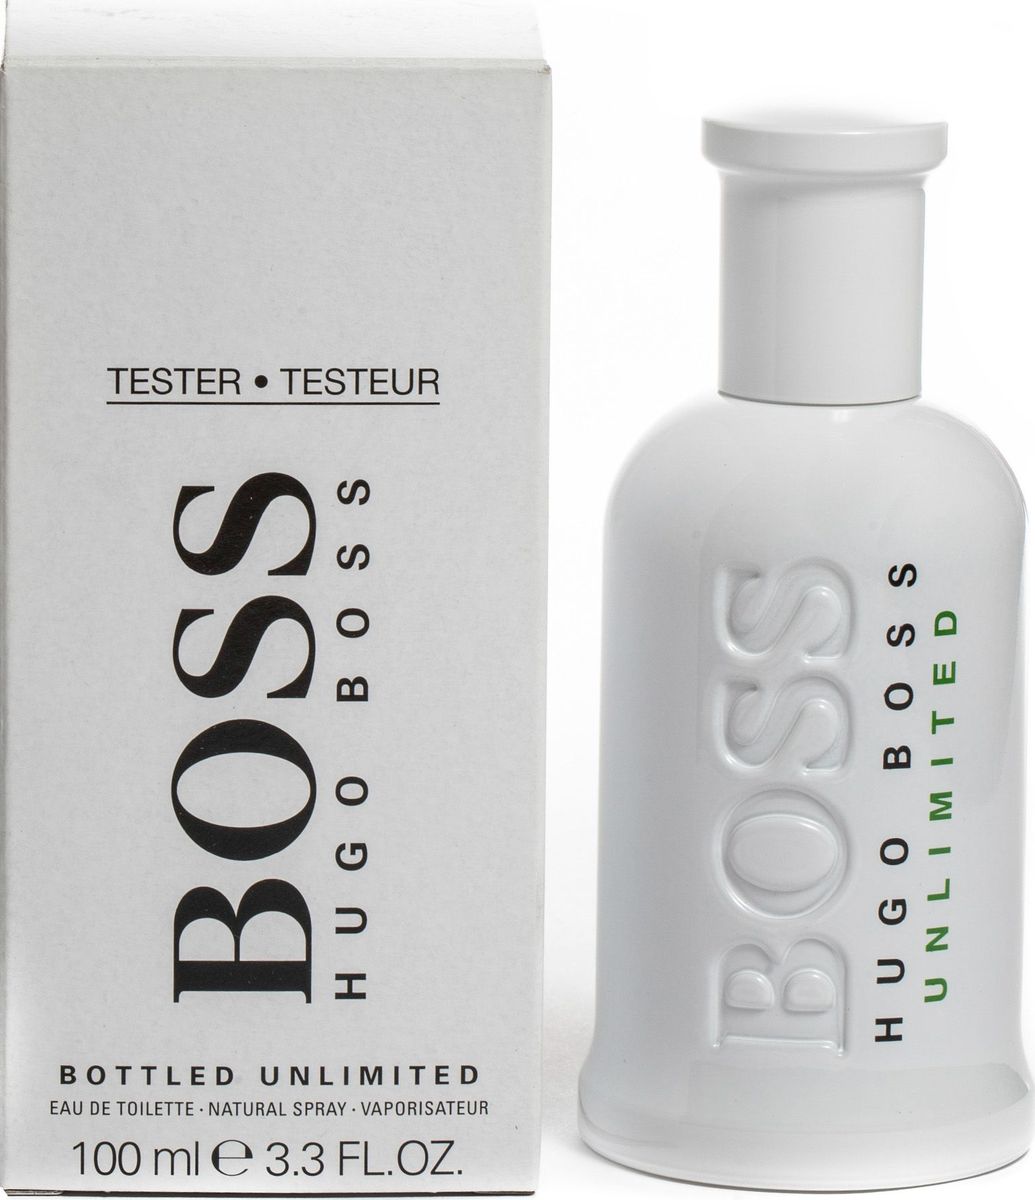 TESTER • TESTEUR
BOSS
HUGO BOSS
BOTTLED UNLIMITED
EAU DE TOILETTE · NATURAL SPRAY · VAPORISATEUR
100 ml ℮ 3.3 FL.OZ.
BOSS
HUGO BOSS
UNLIMITED